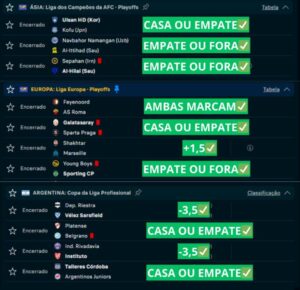 ÁSIA: Liga dos Campeões da AFC - Playoffs
Tabela
Encerrado
Ulsan HD (Kor)
Kofu (Jpn)
CASA OU EMPATE
Encerrado
Navbahor Namangan (Uzb)
Al-Ittihad (Sau)
EMPATE OU FORA
Encerrado
Sepahan (Irn)
Al-Hilal (Sau)
EMPATE OU FORA
EUROPA: Liga Europa - Playoffs
Tabela
Encerrado
Feyenoord
AS Roma
AMBAS MARCAM
Encerrado
Galatasaray
Sparta Praga
CASA OU EMPATE
Encerrado
Shakhtar
Marseille
+1,5
Encerrado
Young Boys
Sporting CP
EMPATE OU FORA
ARGENTINA: Copa da Liga Profissional
Classificação
Encerrado
Dep. Riestra
Vélez Sarsfield
-3,5
Encerrado
Platense
Belgrano
CASA OU EMPATE
Encerrado
Ind. Rivadavia
Instituto
-3,5
Encerrado
Talleres Córdoba
Argentinos Juniors
CASA OU EMPATE